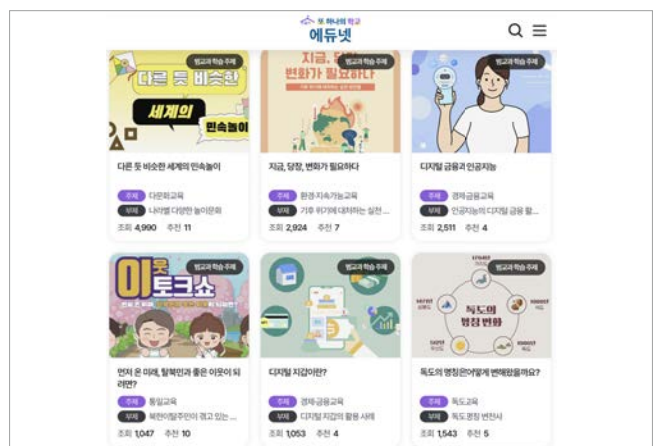 또 하나의 학교
에듀넷
범교과 학습 주제
다른 듯 비슷한
세계의
민속놀이
다른 듯 비슷한 세계의 민속놀이
주제 다문화교육
부제 나라별 다양한 놀이문화
조회 4,990 추천 11
범교과 학습 주제
지금, 당장,
변화가 필요하다
지금, 당장, 변화가 필요하다
주제 환경·지속가능교육
부제 기후 위기에 대처하는 실천 ...
조회 2,924 추천 7
범교과 학습 주제
디지털 금융과 인공지능
주제 경제·금융교육
부제 인공지능의 디지털 금융 활...
조회 2,511 추천 4
범교과 학습 주제
이웃
토크쇼
먼저 온 미래, 탈북민과 좋은 이웃이 되
려면?
주제 통일교육
부제 북한이탈주민이 겪고 있는 ...
조회 1,047 추천 10
범교과 학습 주제
디지털 지갑이란?
주제 경제·금융교육
부제 디지털 지갑의 활용 사례
조회 1,053 추천 4
범교과 학습 주제
독도의
명칭 변화
독도의 명칭은어떻게 변해왔을까요?
주제 독도교육
부제 독도 명칭 변천사
조회 1,543 추천 5